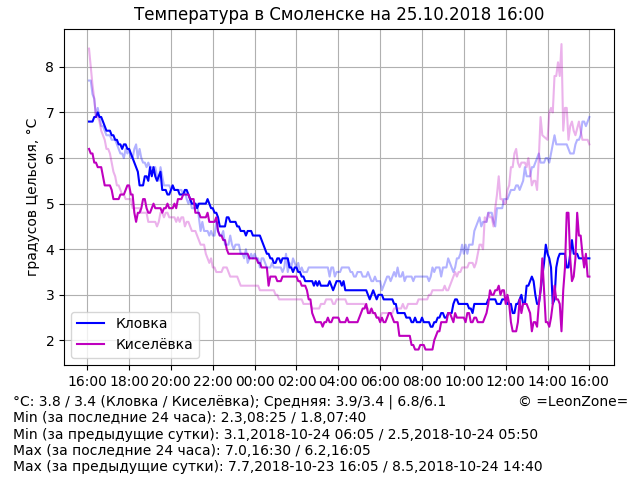 Температура в Смоленске на 25.10.2018 16:00
градусов Цельсия, °C
8
7
6
5
4
3
2
Кловка
Киселёвка
16:00 18:00 20:00 22:00 00:00 02:00 04:00 06:00 08:00 10:00 12:00 14:00 16:00
°C: 3.8 / 3.4 (Кловка / Киселёвка); Средняя: 3.9/3.4 | 6.8/6.1 © =LeonZone=
Min (за последние 24 часа): 2.3,08:25 / 1.8,07:40
Min (за предыдущие сутки): 3.1,2018-10-24 06:05 / 2.5,2018-10-24 05:50
Max (за последние 24 часа): 7.0,16:30 / 6.2,16:05
Max (за предыдущие сутки): 7.7,2018-10-23 16:05 / 8.5,2018-10-24 14:40